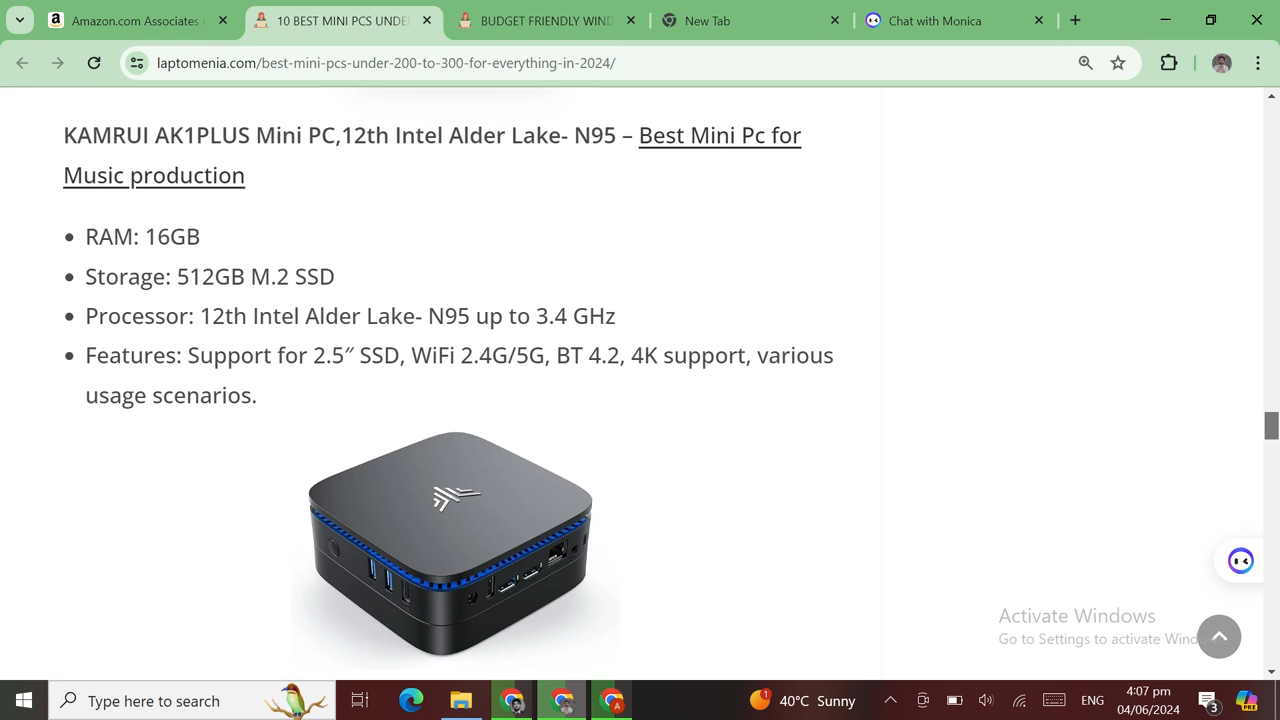 Amazon.com Associates
10 BEST MINI PCS UNDE
BUDGET FRIENDLY WIND
New Tab
Chat with Monica
laptomenia.com/best-mini-pcs-under-200-to-300-for-everything-in-2024/
KAMRUI AK1PLUS Mini PC,12th Intel Alder Lake- N95 – Best Mini Pc for
Music production
• RAM: 16GB
• Storage: 512GB M.2 SSD
• Processor: 12th Intel Alder Lake- N95 up to 3.4 GHz
• Features: Support for 2.5″ SSD, WiFi 2.4G/5G, BT 4.2, 4K support, various
usage scenarios.
Activate Windows
Go to Settings to activate Wind
Type here to search
1
40°C Sunny
ENG
4:07 pm
04/06/2024
3
PRE
A